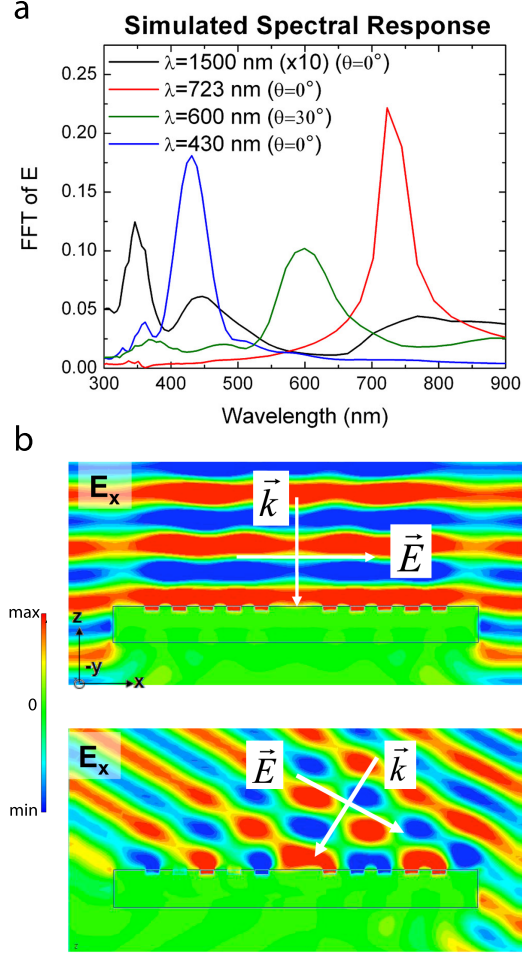 a
Simulated Spectral Response
λ=1500 nm (x10) (θ=0°)
λ=723 nm (θ=0°)
λ=600 nm (θ=30°)
λ=430 nm (θ=0°)
0.25
0.20
0.15
0.10
0.05
0.00
FFT of E
300 400 500 600 700 800 900
Wavelength (nm)
b
Ex
k
E
max
0
min
z
-y
x
Ex
E
k
z